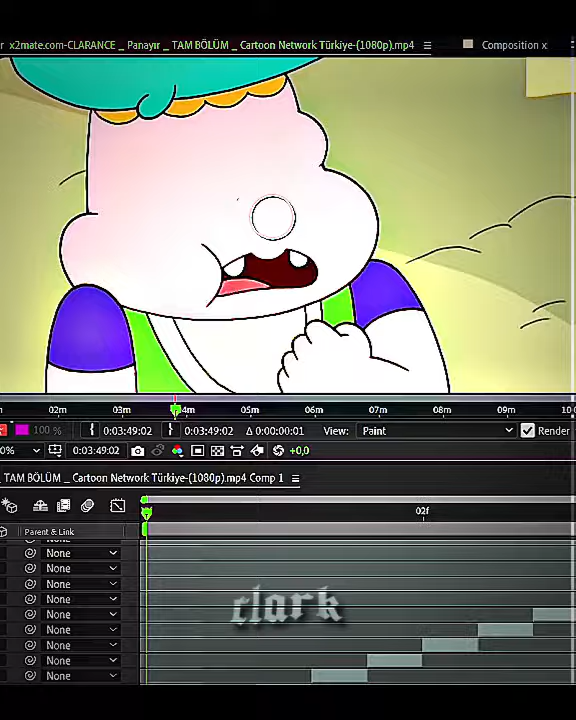 r x2mate.com-CLARANCE _ Panayır _ TAM BÖLÜM _ Cartoon Network Türkiye-(1080p).mp4 Composition x
02m 03m 04m 05m 06m 07m 08m 09m 10
100 % 0:03:49:02 0:03:49:02 Δ 0:00:00:01 View: Paint Render
0% 0:03:49:02 +0,0
TAM BÖLÜM _ Cartoon Network Türkiye-(1080p).mp4 Comp 1
02f
Parent & Link
None
None
None
None
None
clark
None
None
None
None